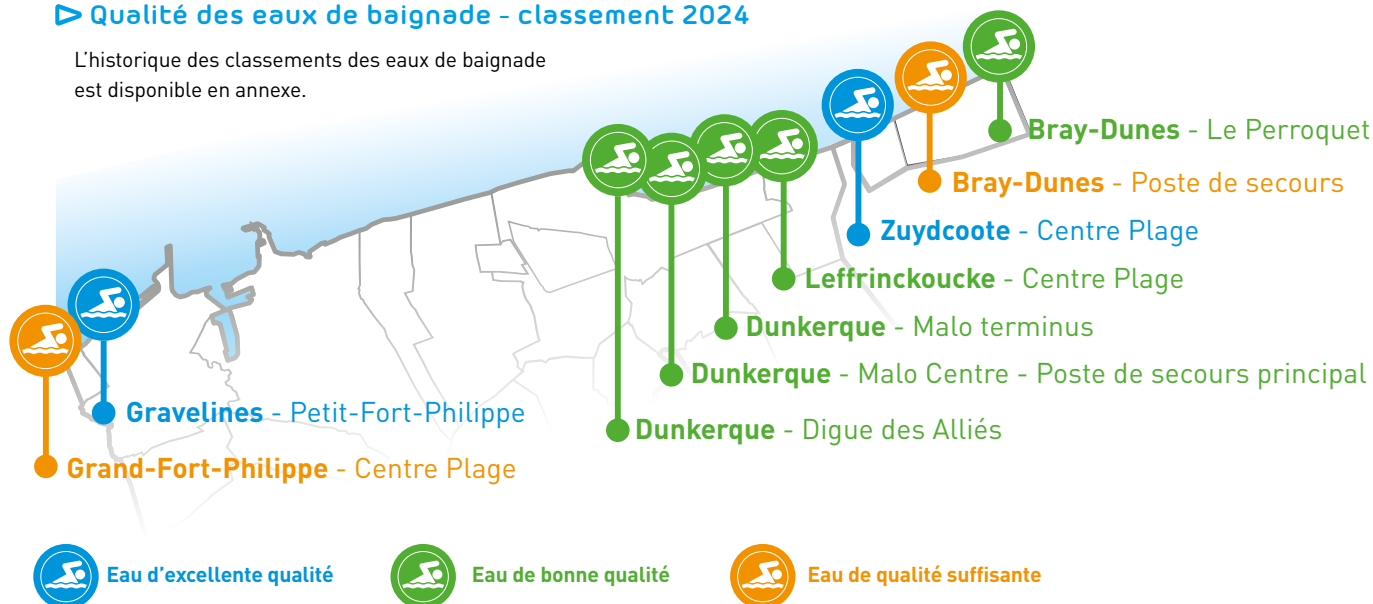 Qualité des eaux de baignade - classement 2024
L'historique des classements des eaux de baignade
est disponible en annexe.
Bray-Dunes - Le Perroquet
Bray-Dunes - Poste de secours
Zuydcoote - Centre Plage
Leffrinckoucke - Centre Plage
Dunkerque - Malo terminus
Dunkerque - Malo Centre - Poste de secours principal
Gravelines - Petit-Fort-Philippe
Dunkerque - Digue des Alliés
Grand-Fort-Philippe - Centre Plage
Eau d'excellente qualité
Eau de bonne qualité
Eau de qualité suffisante